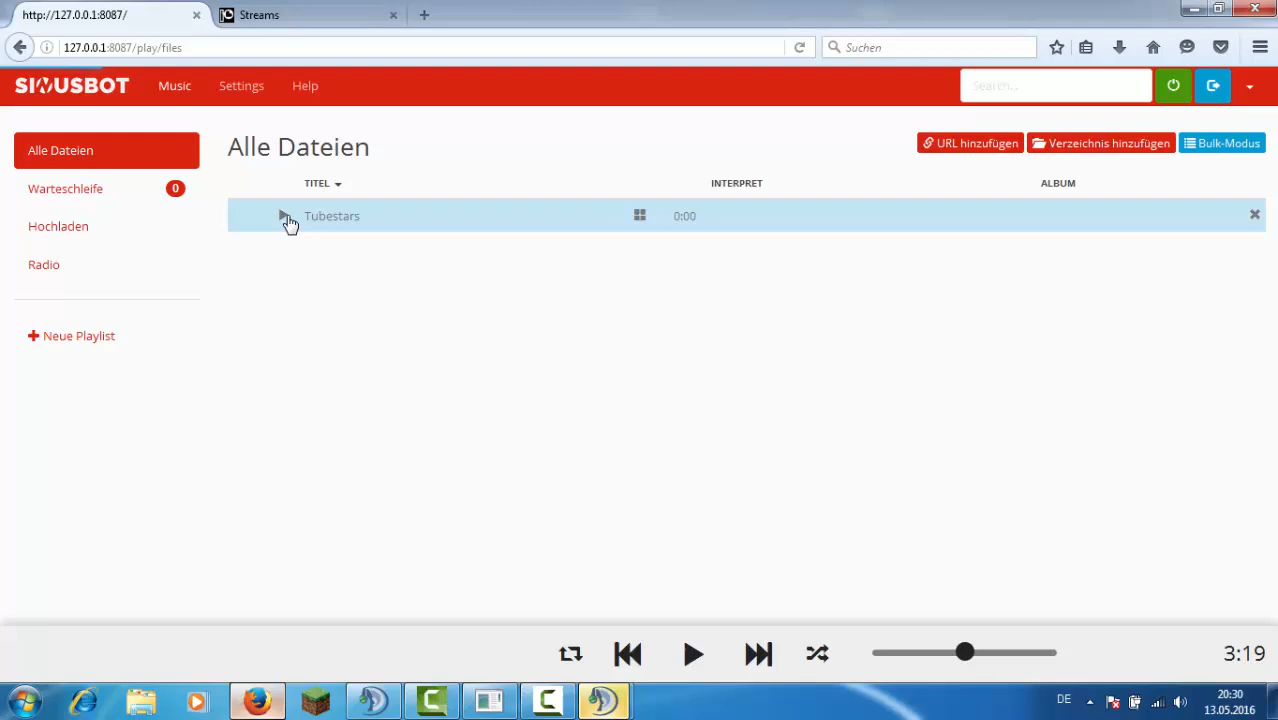 http://127.0.0.1:8087/
Streams
127.0.0.1:8087/play/files
Suchen
SINUSBOT
Music
Settings
Help
Search...
Alle Dateien
Warteschleife
0
Hochladen
Radio
Neue Playlist
Alle Dateien
URL hinzufügen
Verzeichnis hinzufügen
Bulk-Modus
TITEL
INTERPRET
ALBUM
Tubestars
0:00
3:19
DE
20:30
13.05.2016